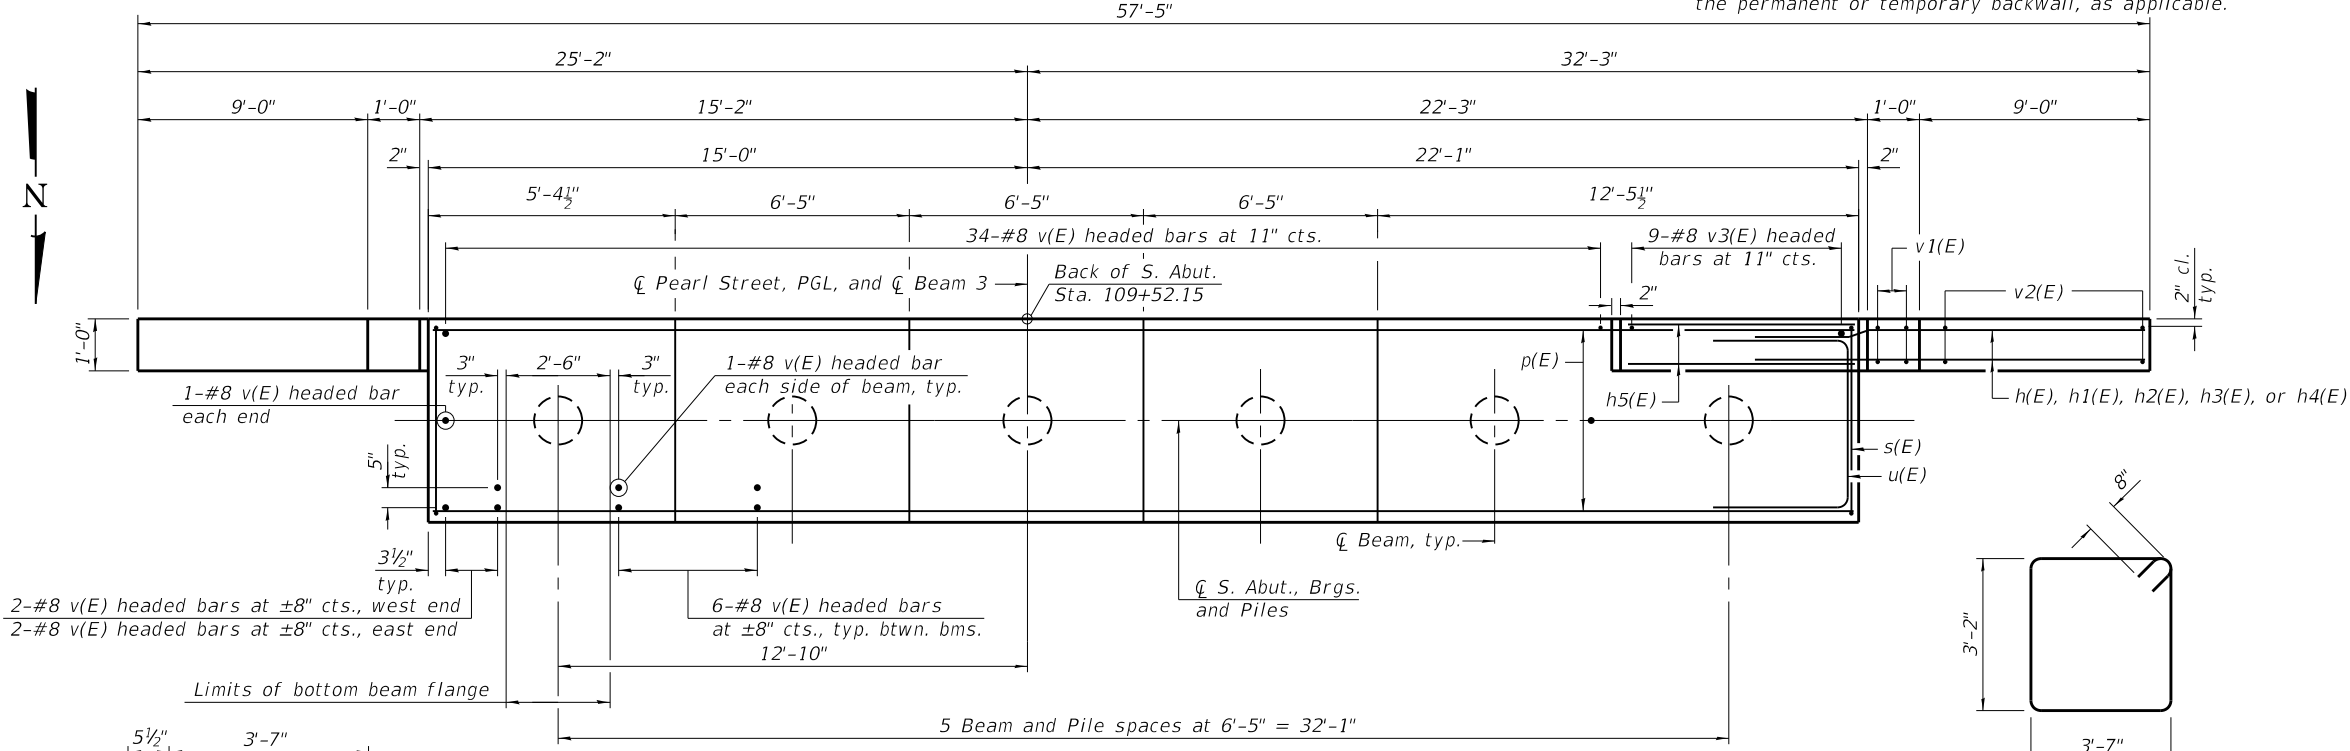 the permanent or temporary backwall, as applicable.
57'-5"
25'-2"
32'-3"
9'-0"
1'-0"
15'-2"
22'-3"
1'-0"
9'-0"
2"
15'-0"
22'-1"
2"
N
5'-4½"
6'-5"
6'-5"
6'-5"
12'-5½"
34-#8 v(E) headed bars at 11" cts.
9-#8 v3(E) headed
bars at 11" cts.
v1(E)
℄ Pearl Street, PGL, and ℄ Beam 3
Back of S. Abut.
Sta. 109+52.15
2"
v2(E)
2" cl.
typ.
1'-0"
3"
typ.
2'-6"
3"
typ.
1-#8 v(E) headed bar
each side of beam, typ.
p(E)
1-#8 v(E) headed bar
each end
h5(E)
h(E), h1(E), h2(E), h3(E), or h4(E)
5"
typ.
s(E)
u(E)
8"
℄ Beam, typ.
3½"
typ.
℄ S. Abut., Brgs.
and Piles
2-#8 v(E) headed bars at ±8" cts., west end
2-#8 v(E) headed bars at ±8" cts., east end
6-#8 v(E) headed bars
at ±8" cts., typ. btwn. bms.
3'-2"
12'-10"
Limits of bottom beam flange
5 Beam and Pile spaces at 6'-5" = 32'-1"
5½"
3'-7"
3'-7"